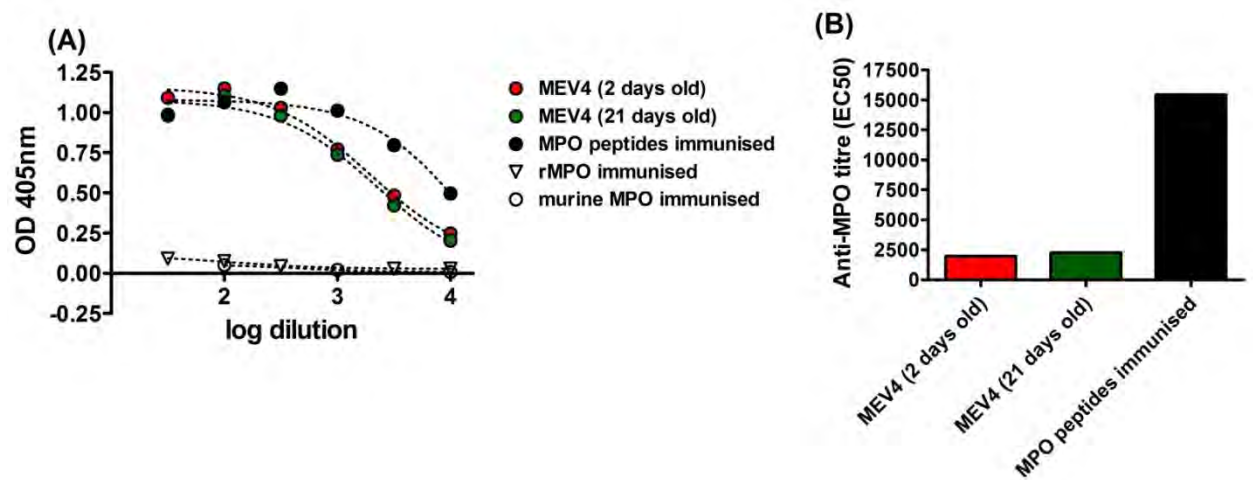 (A)
OD 405nm
1.25
1.00
0.75
0.50
0.25
0.00
-0.25
2
3
4
log dilution
MEV4 (2 days old)
MEV4 (21 days old)
MPO peptides immunised
rMPO immunised
murine MPO immunised
(B)
Anti-MPO titre (EC50)
17500
15000
12500
10000
7500
5000
2500
0
MEV4 (2 days old)
MEV4 (21 days old)
MPO peptides immunised